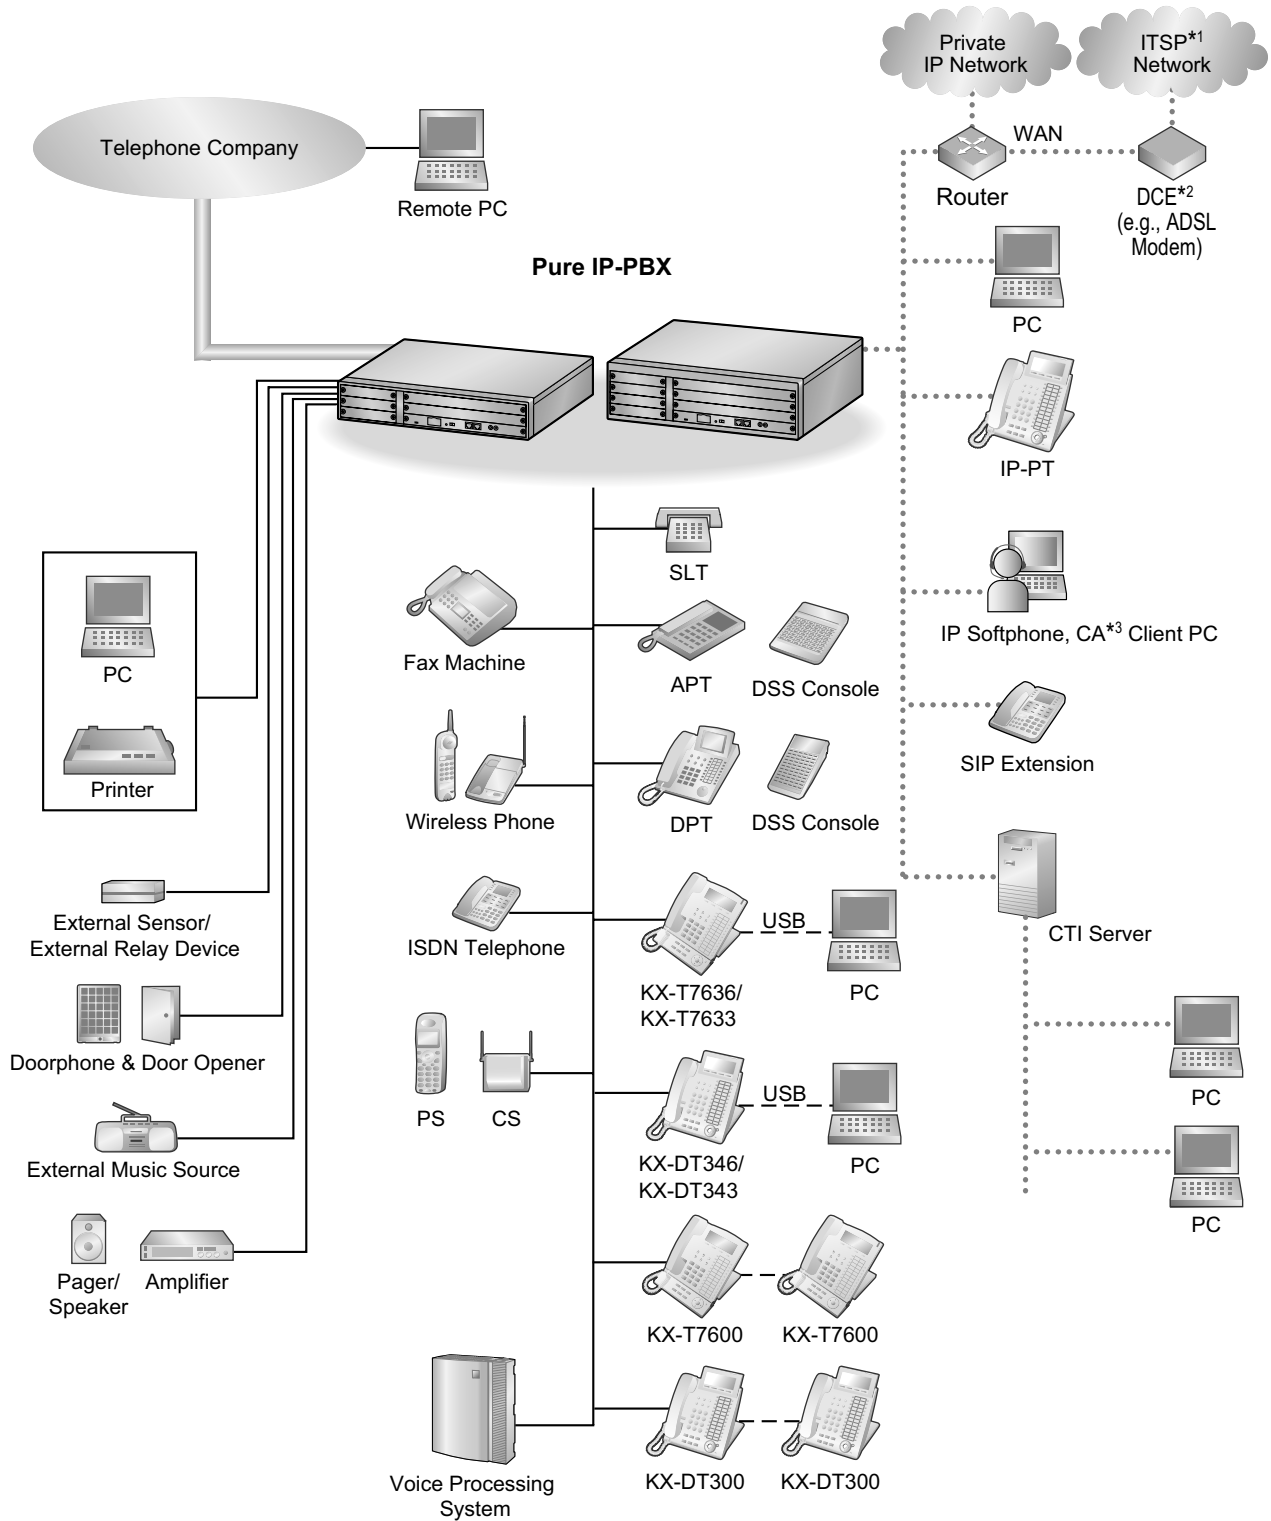 Private
IP Network
ITSP*1
Network
Telephone Company
Remote PC
WAN
Router
DCE*2
(e.g., ADSL
Modem)
Pure IP-PBX
PC
IP-PT
SLT
Fax Machine
APT
DSS Console
IP Softphone, CA*3 Client PC
PC
Printer
Wireless Phone
DPT
DSS Console
SIP Extension
External Sensor/
External Relay Device
ISDN Telephone
USB
KX-T7636/
KX-T7633
PC
CTI Server
Doorphone & Door Opener
PS
CS
USB
KX-DT346/
KX-DT343
PC
PC
External Music Source
PC
Pager/
Speaker
Amplifier
KX-T7600
KX-T7600
Voice Processing
System
KX-DT300
KX-DT300